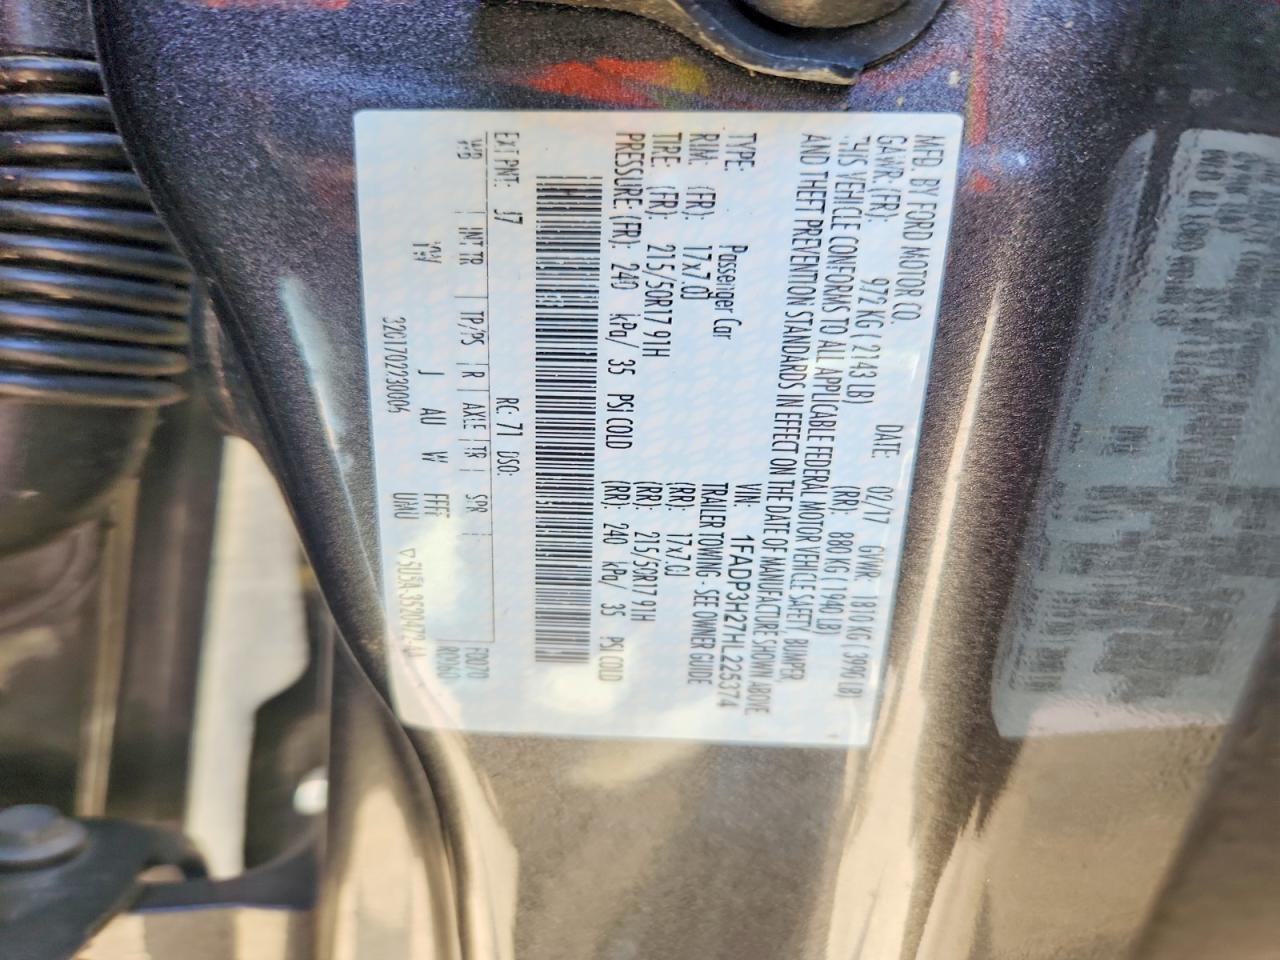 MFD. BY FORD MOTOR CO.
DATE: 02/17 GVWR: 1810 KG ( 3990 LB)
GAWR: (FR): 972 KG ( 2143 LB) (RR): 880 KG ( 1940 LB)
VEHICLE CONFORMS TO ALL APPLICABLE FEDERAL MOTOR VEHICLE SAFETY, BUMPER,
AND THEFT PREVENTION STANDARDS IN EFFECT ON THE DATE OF MANUFACTURE SHOWN ABOVE
VIN: 1FADP3H27HL225374
TYPE: Passenger Car TRAILER TOWING - SEE OWNER GUIDE
RIM: (FR): 17x7.0J (RR): 17x7.0J
TIRE: (FR): 215/50R17 91H (RR): 215/50R17 91H
PRESSURE (FR): 240 kPa/ 35 PSI COLD (RR): 240 kPa/ 35 PSI COLD
EXT PNT: J7 RC: 71 DSO:
WB INT TR TP/PS R AXLE TR SPR
J AU W
UAU